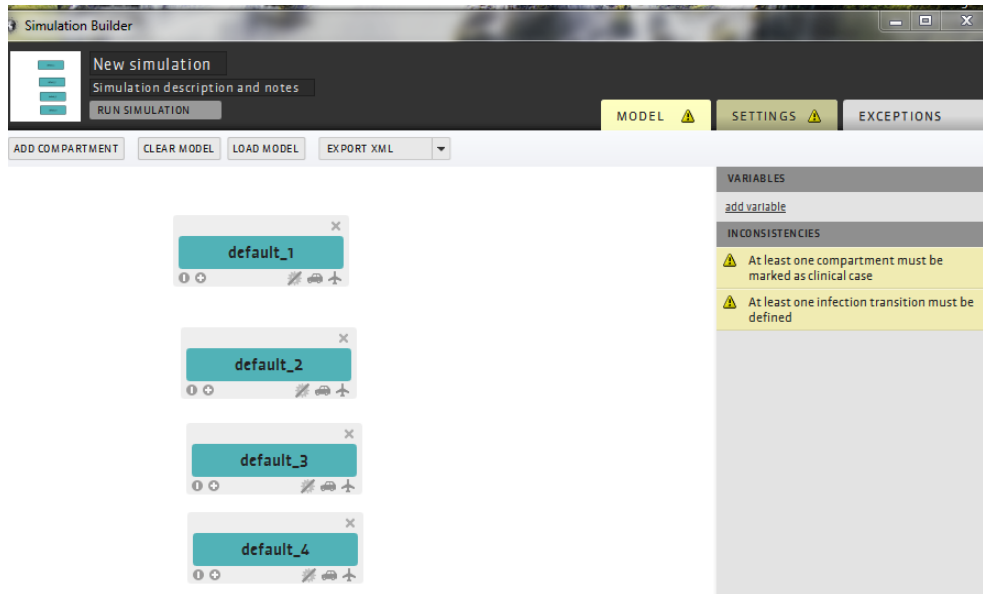 Simulation Builder
New simulation
Simulation description and notes
RUN SIMULATION
MODEL
SETTINGS
EXCEPTIONS
ADD COMPARTMENT
CLEAR MODEL
LOAD MODEL
EXPORT XML
VARIABLES
add variable
INCONSISTENCIES
At least one compartment must be
marked as clinical case
At least one infection transition must be
defined
default_1
default_2
default_3
default_4